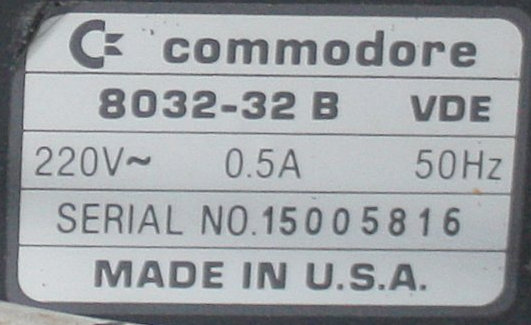 commodore
8032-32 B VDE
220V~ 0.5A 50Hz
SERIAL NO.15005816
MADE IN U.S.A.